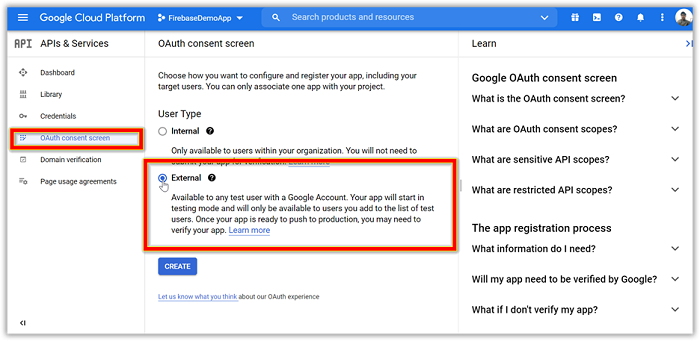 Google Cloud Platform
FirebaseDemoApp
Search products and resources
API APIs & Services
Dashboard
Library
Credentials
OAuth consent screen
Domain verification
Page usage agreements
OAuth consent screen
Choose how you want to configure and register your app, including your
target users. You can only associate one app with your project.
User Type
Internal
Only available to users within your organization. You will not need to
submit your app for verification. Learn more
External
Available to any test user with a Google Account. Your app will start in
testing mode and will only be available to users you add to the list of test
users. Once your app is ready to push to production, you may need to
verify your app. Learn more
CREATE
Let us know what you think about our OAuth experience
Learn
Google OAuth consent screen
What is the OAuth consent screen?
What are OAuth consent scopes?
What are sensitive API scopes?
What are restricted API scopes?
The app registration process
What information do I need?
Will my app need to be verified by Google?
What if I don't verify my app?